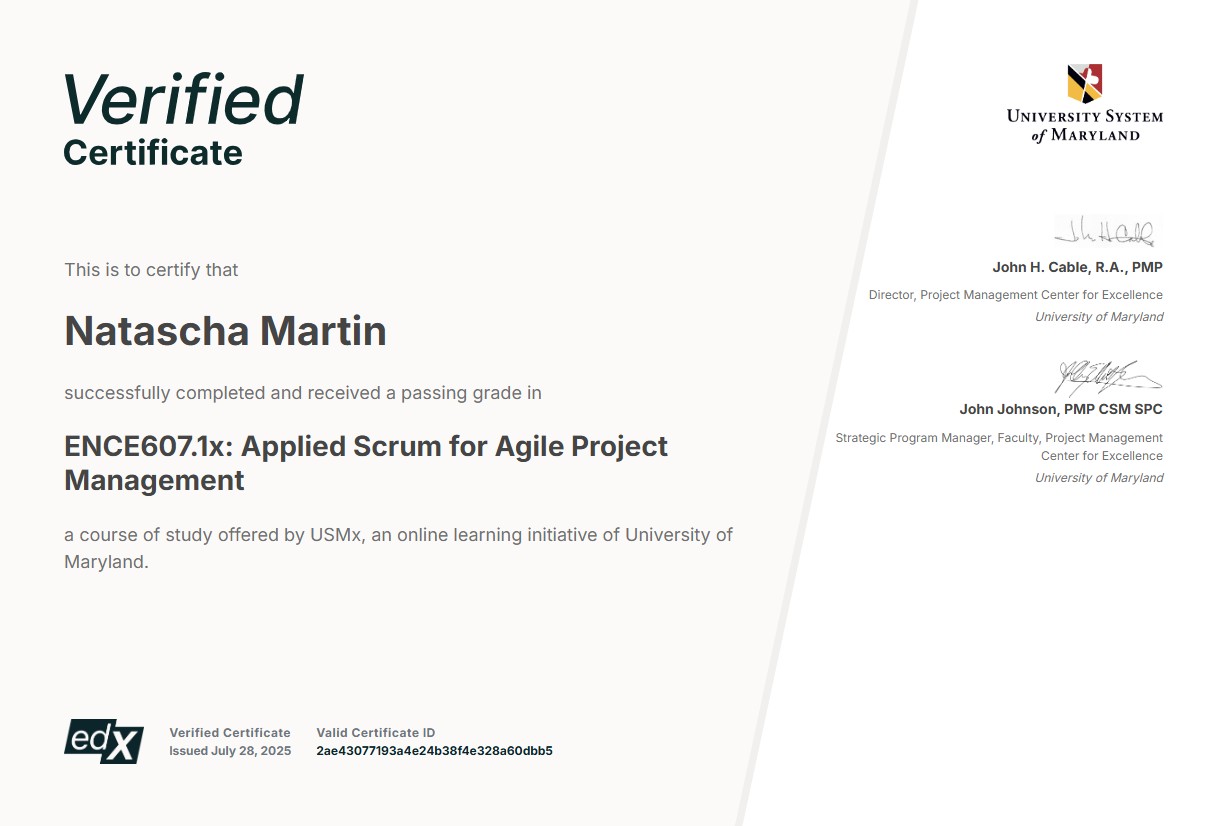 Verified
Certificate
This is to certify that
Natascha Martin
successfully completed and received a passing grade in
ENCE607.1x: Applied Scrum for Agile Project
Management
a course of study offered by USMx, an online learning initiative of University of
Maryland.
edX
Verified Certificate
Issued July 28, 2025
Valid Certificate ID
2ae43077193a4e24b38f4e328a60dbb5
UNIVERSITY SYSTEM
of MARYLAND
John H. Cable, R.A., PMP
Director, Project Management Center for Excellence
University of Maryland
John Johnson, PMP CSM SPC
Strategic Program Manager, Faculty, Project Management
Center for Excellence
University of Maryland